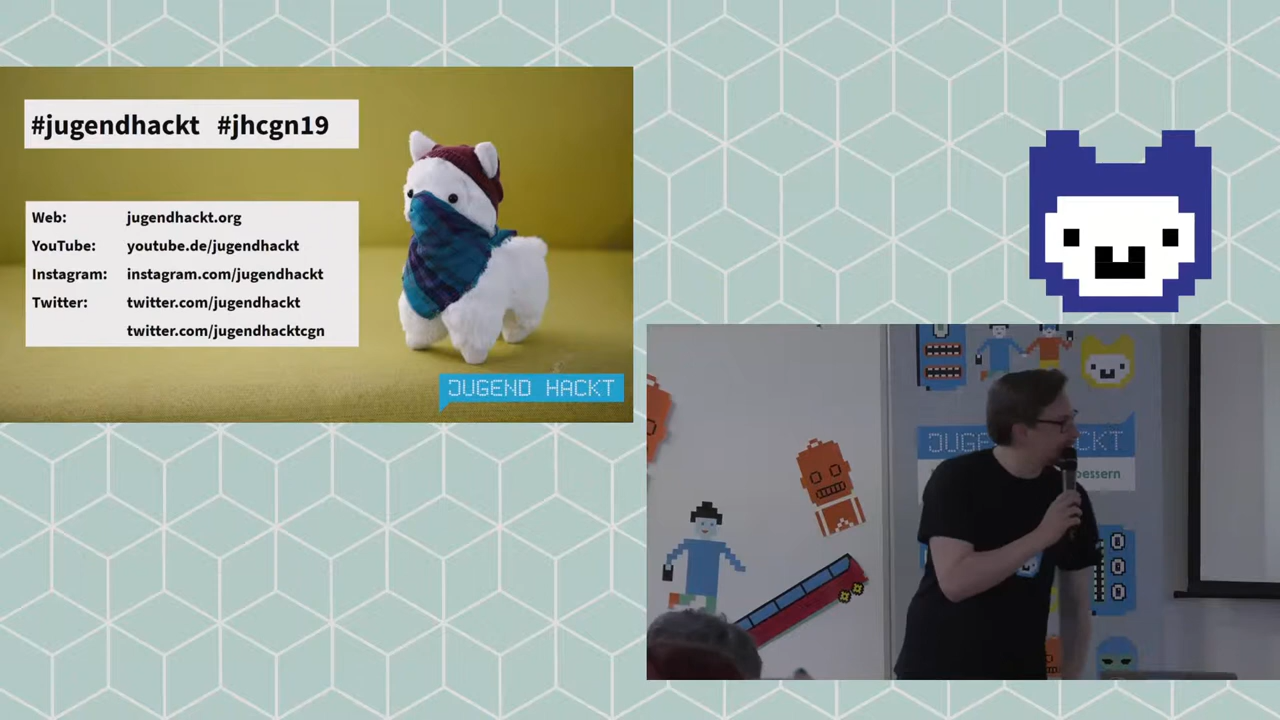 #jugendhackt #jhcgn19
Web: jugendhackt.org
YouTube: youtube.de/jugendhackt
Instagram: instagram.com/jugendhackt
Twitter: twitter.com/jugendhackt
twitter.com/jugendhacktcgn
JUGEND HACKT